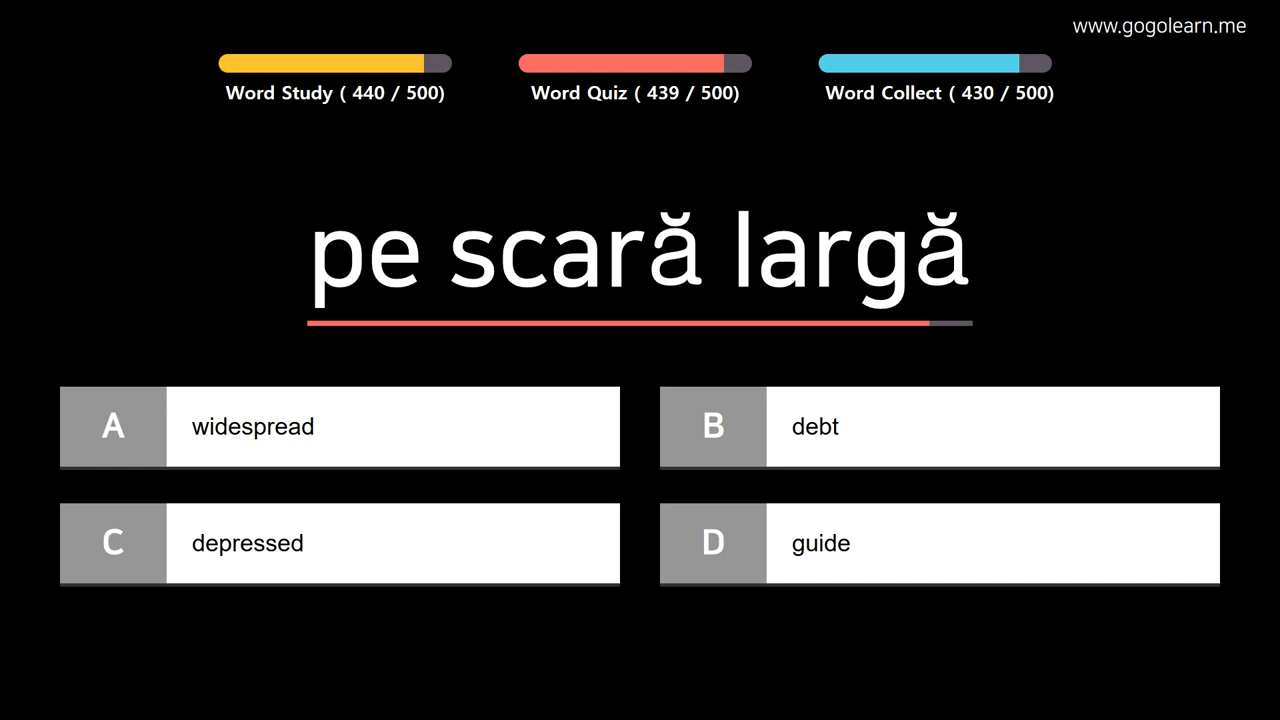 www.gogolearn.me
Word Study ( 440 / 500)
Word Quiz ( 439 / 500)
Word Collect ( 430 / 500)
pe scară largă
A widespread
B debt
C depressed
D guide